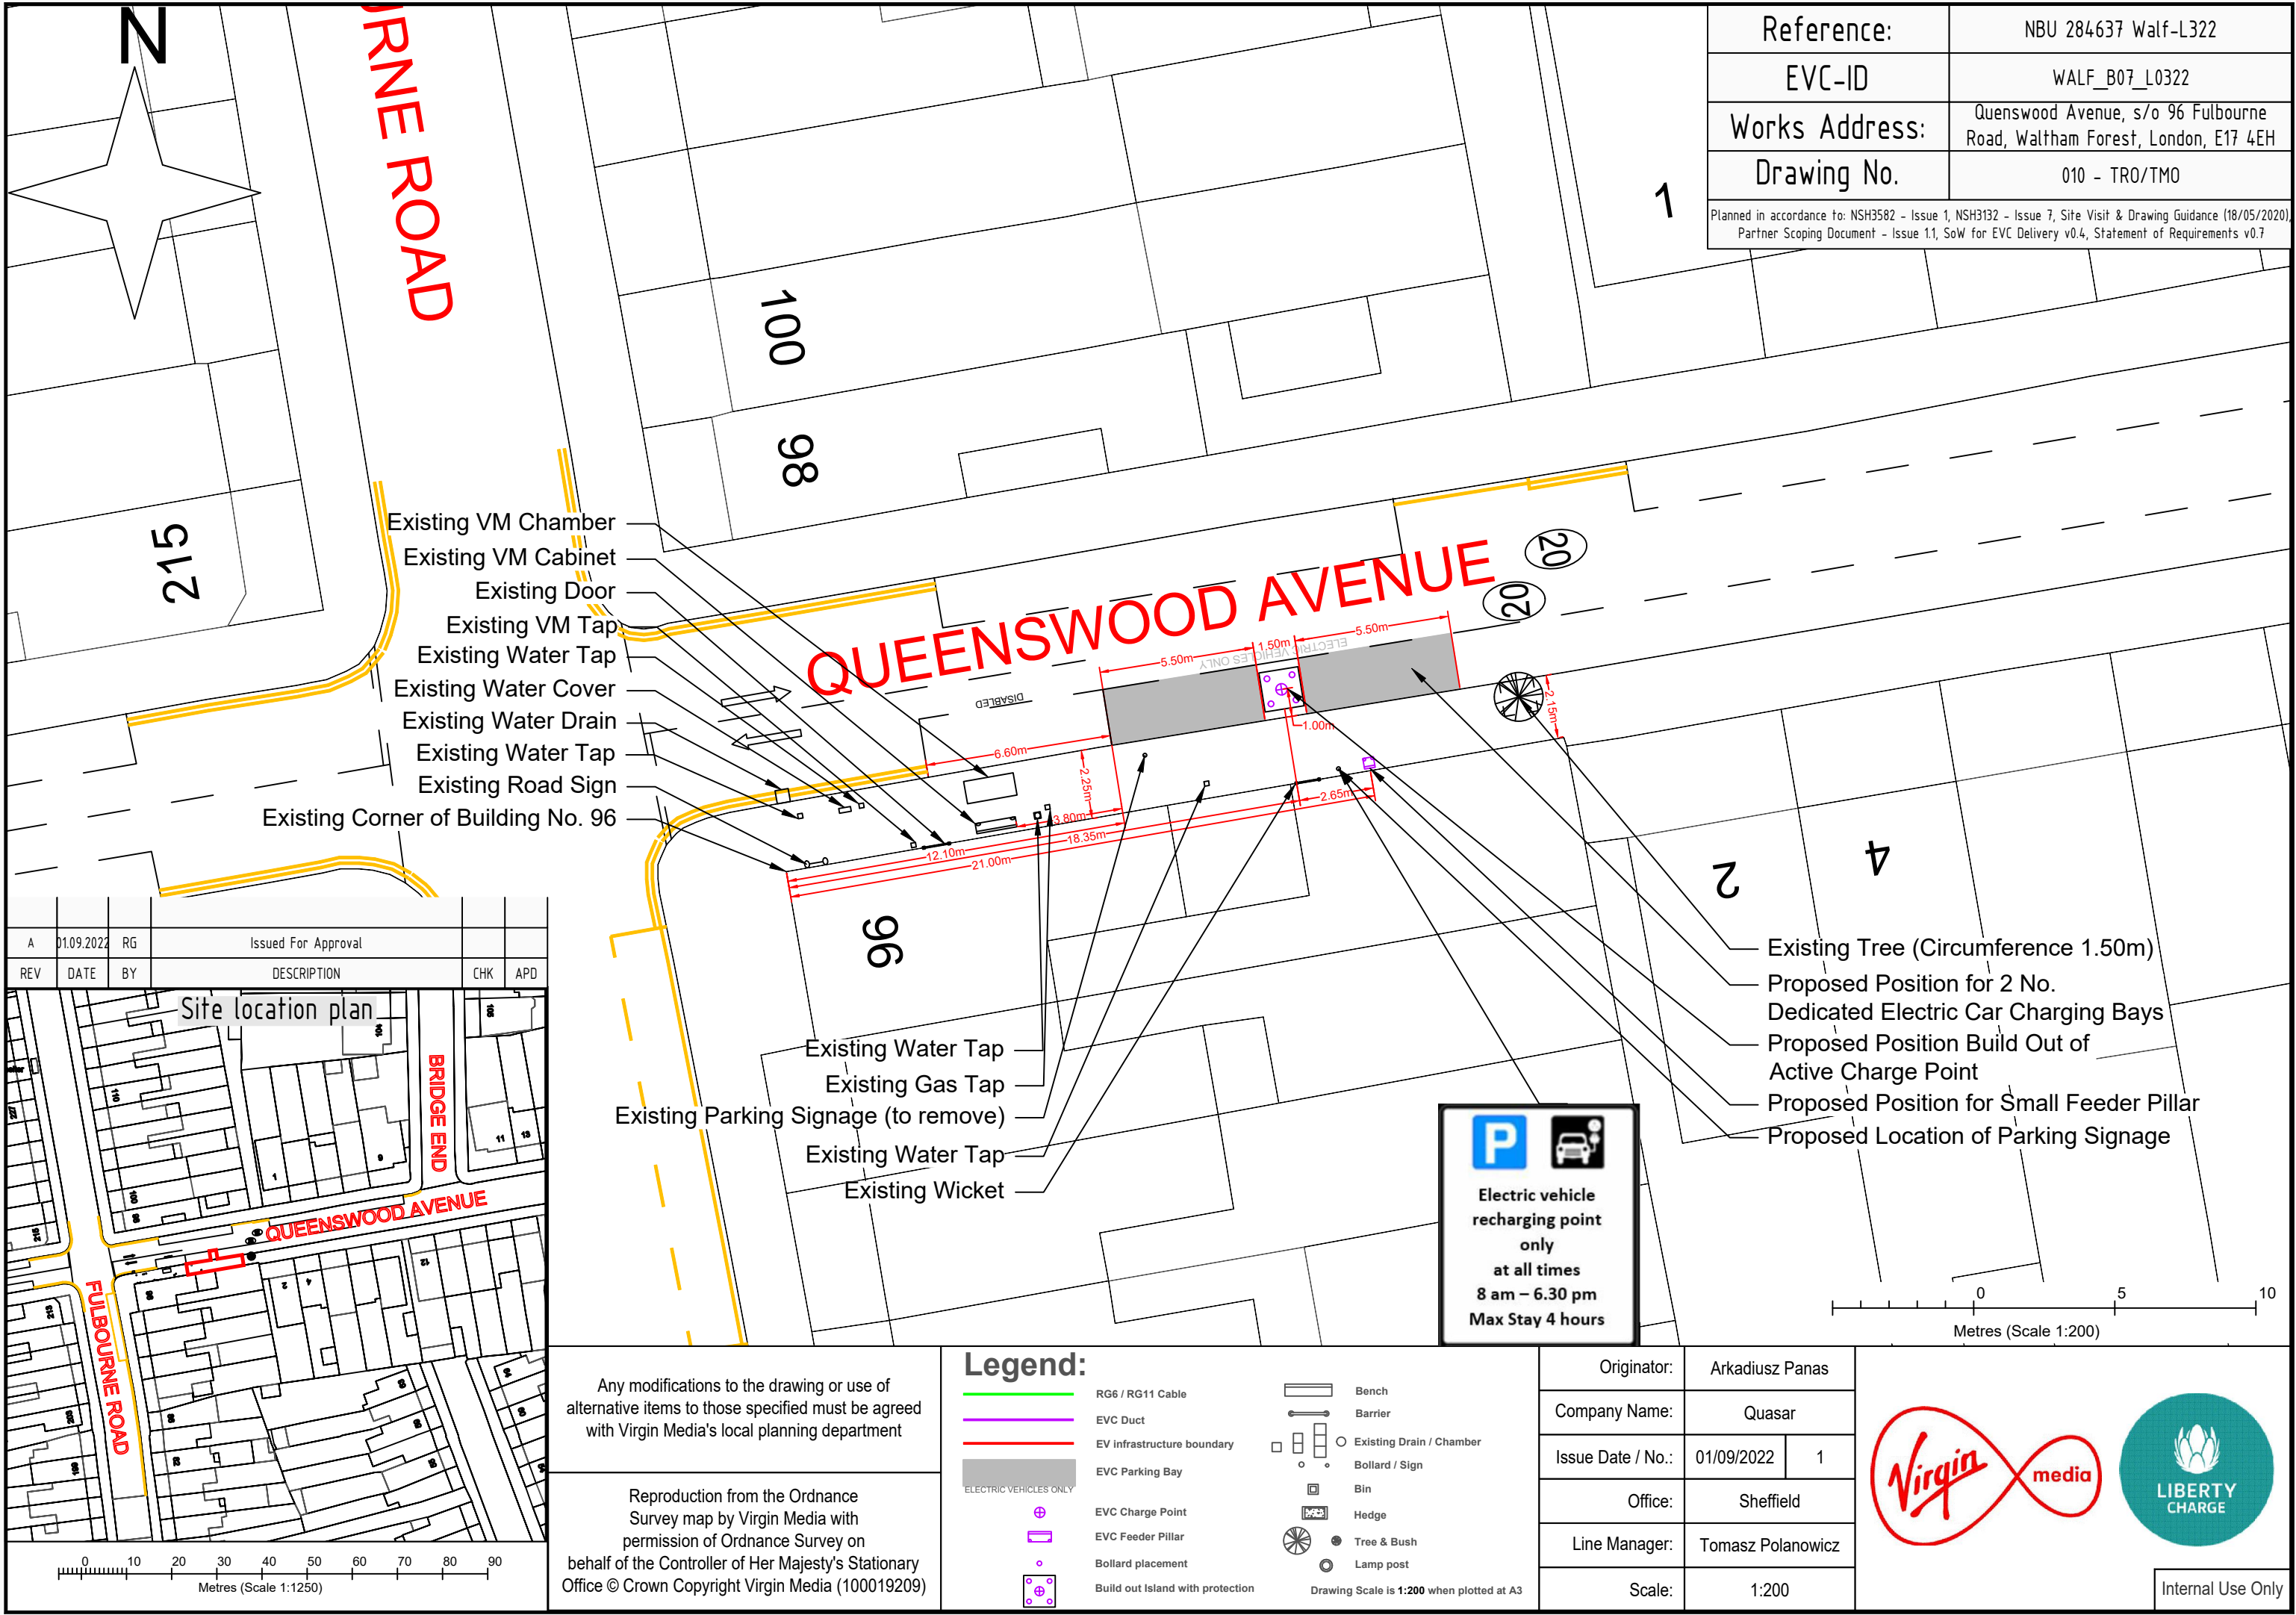 N
URNE ROAD
Reference:
NBU 284637 Walf-L322
EVC-ID
WALF_B07_L0322
Works Address:
Quenswood Avenue, s/o 96 Fulbourne
Road, Waltham Forest, London, E17 4EH
Drawing No.
010 - TRO/TMO
Planned in accordance to: NSH3582 - Issue 1, NSH3132 - Issue 7, Site Visit & Drawing Guidance (18/05/2020),
Partner Scoping Document - Issue 1.1, SoW for EVC Delivery v0.4, Statement of Requirements v0.7
1
100
98
215
96
2
4
20
20
QUEENSWOOD AVENUE
DISABLED
ELECTRIC VEHICLES ONLY
5.50m
1.50m
5.50m
1.00m
2.15m
6.60m
2.25m
3.80m
2.65m
18.35m
12.10m
21.00m
Existing VM Chamber
Existing VM Cabinet
Existing Door
Existing VM Tap
Existing Water Tap
Existing Water Cover
Existing Water Drain
Existing Water Tap
Existing Road Sign
Existing Corner of Building No. 96
Existing Water Tap
Existing Gas Tap
Existing Parking Signage (to remove)
Existing Water Tap
Existing Wicket
Existing Tree (Circumference 1.50m)
Proposed Position for 2 No.
Dedicated Electric Car Charging Bays
Proposed Position Build Out of
Active Charge Point
Proposed Position for Small Feeder Pillar
Proposed Location of Parking Signage
P
Electric vehicle
recharging point
only
at all times
8 am – 6.30 pm
Max Stay 4 hours
0 5 10
Metres (Scale 1:200)
A 01.09.2022 RG Issued For Approval
REV DATE BY DESCRIPTION CHK APD
Site location plan
BRIDGE END
QUEENSWOOD AVENUE
FULBOURNE ROAD
0 10 20 30 40 50 60 70 80 90
Metres (Scale 1:1250)
Any modifications to the drawing or use of
alternative items to those specified must be agreed
with Virgin Media's local planning department
Reproduction from the Ordnance
Survey map by Virgin Media with
permission of Ordnance Survey on
behalf of the Controller of Her Majesty's Stationary
Office © Crown Copyright Virgin Media (100019209)
Legend:
RG6 / RG11 Cable
EVC Duct
EV infrastructure boundary
EVC Parking Bay
ELECTRIC VEHICLES ONLY
EVC Charge Point
EVC Feeder Pillar
Bollard placement
Build out Island with protection
Bench
Barrier
Existing Drain / Chamber
Bollard / Sign
Bin
Hedge
Tree & Bush
Lamp post
Drawing Scale is 1:200 when plotted at A3
Originator: Arkadiusz Panas
Company Name: Quasar
Issue Date / No.: 01/09/2022 1
Office: Sheffield
Line Manager: Tomasz Polanowicz
Scale: 1:200
Virgin media
LIBERTY
CHARGE
Internal Use Only